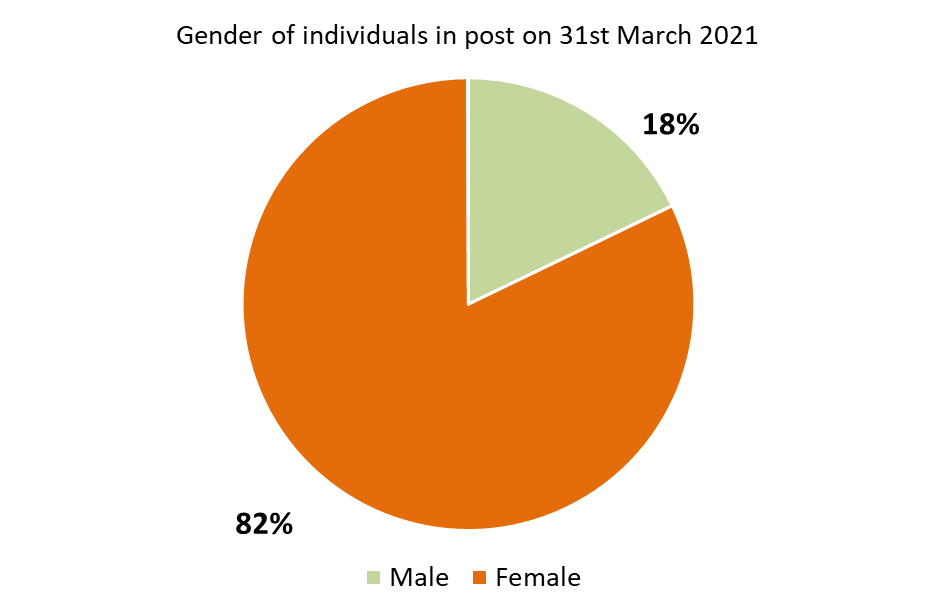 Gender of individuals in post on 31st March 2021
18%
82%
Male Female